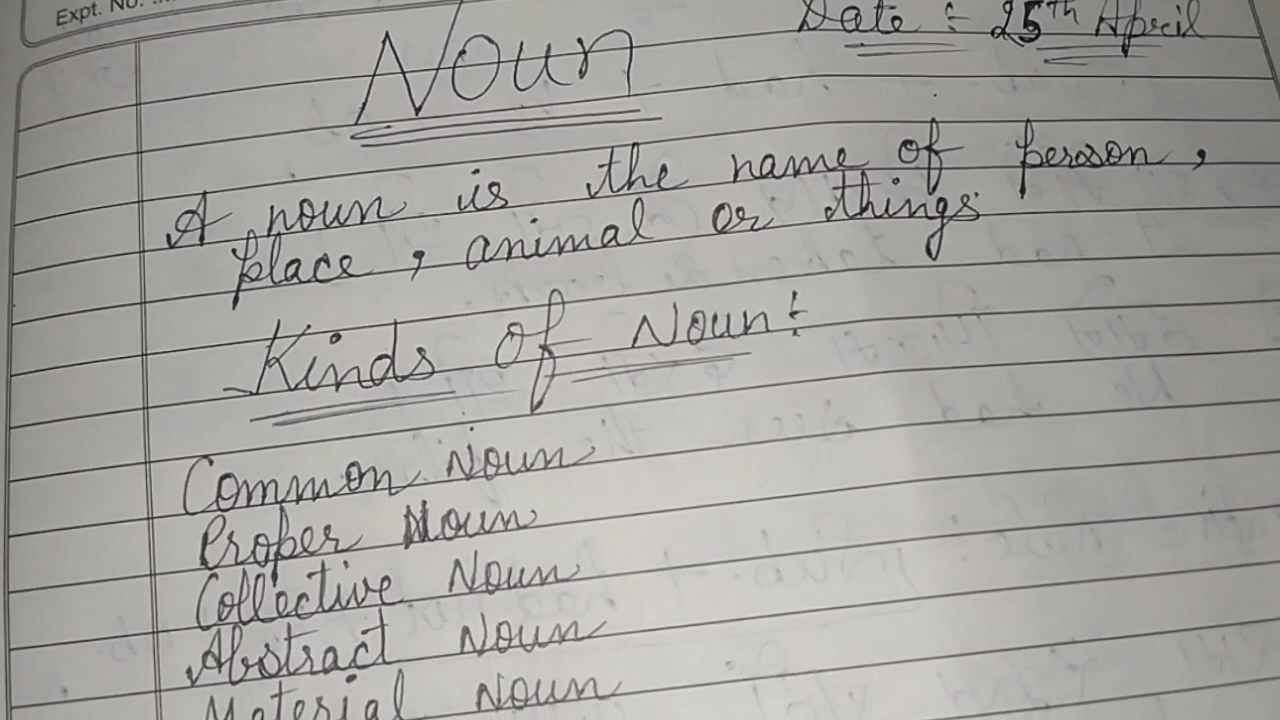 Expt. No.
Date :- 25th April
Noun
A noun is the name of person,
place, animal or things.
Kinds of Noun:
Common Noun
Proper Noun
Collective Noun
Abstract Noun
Material Noun